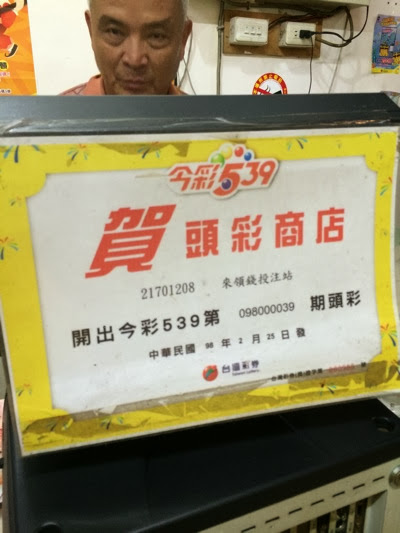 今彩539
賀 頭彩商店
21701208 來領錢投注站
開出今彩539第 098000039 期頭彩
中華民國 98 年 2 月 25 日發
台灣彩券
Taiwan Lottery